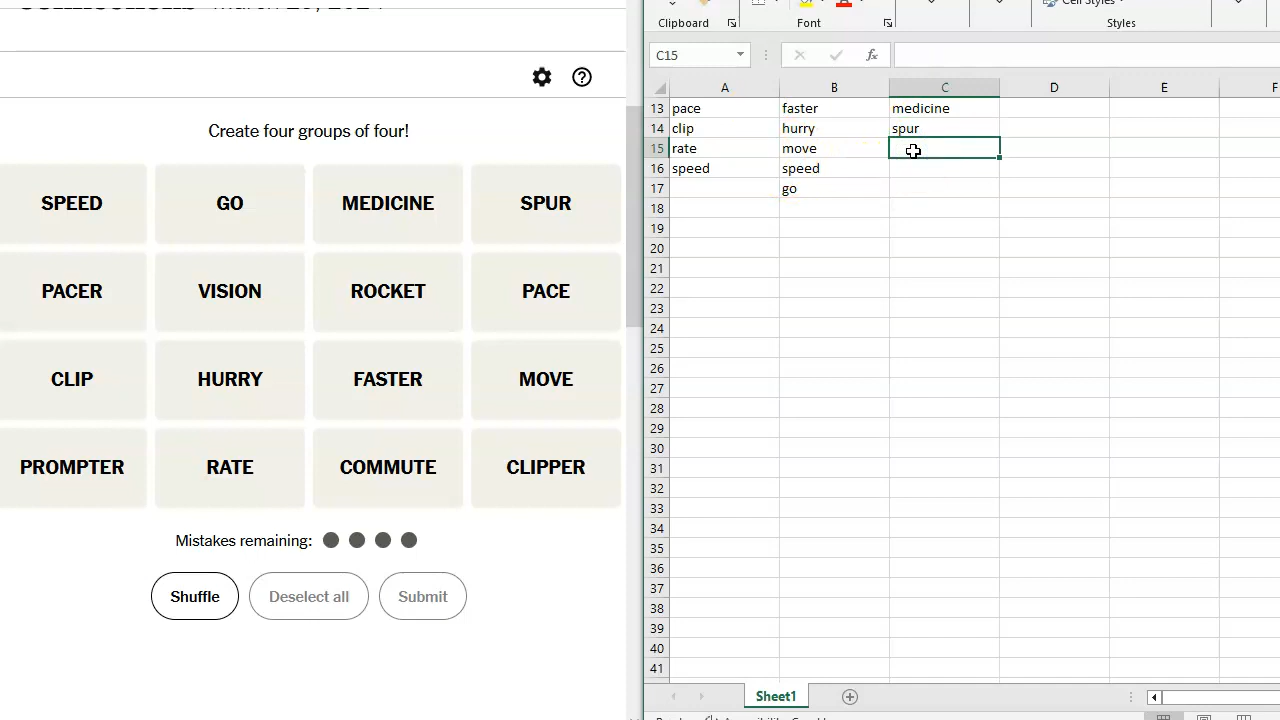 Create four groups of four!
SPEED GO MEDICINE SPUR
PACER VISION ROCKET PACE
CLIP HURRY FASTER MOVE
PROMPTER RATE COMMUTE CLIPPER
Mistakes remaining:
Shuffle Deselect all Submit
Cell Styles
Clipboard Font Styles
C15
fx
A B C D E F
13 pace faster medicine
14 clip hurry spur
15 rate move
16 speed speed
17 go
18
19
20
21
22
23
24
25
26
27
28
29
30
31
32
33
34
35
36
37
38
39
40
41
Sheet1